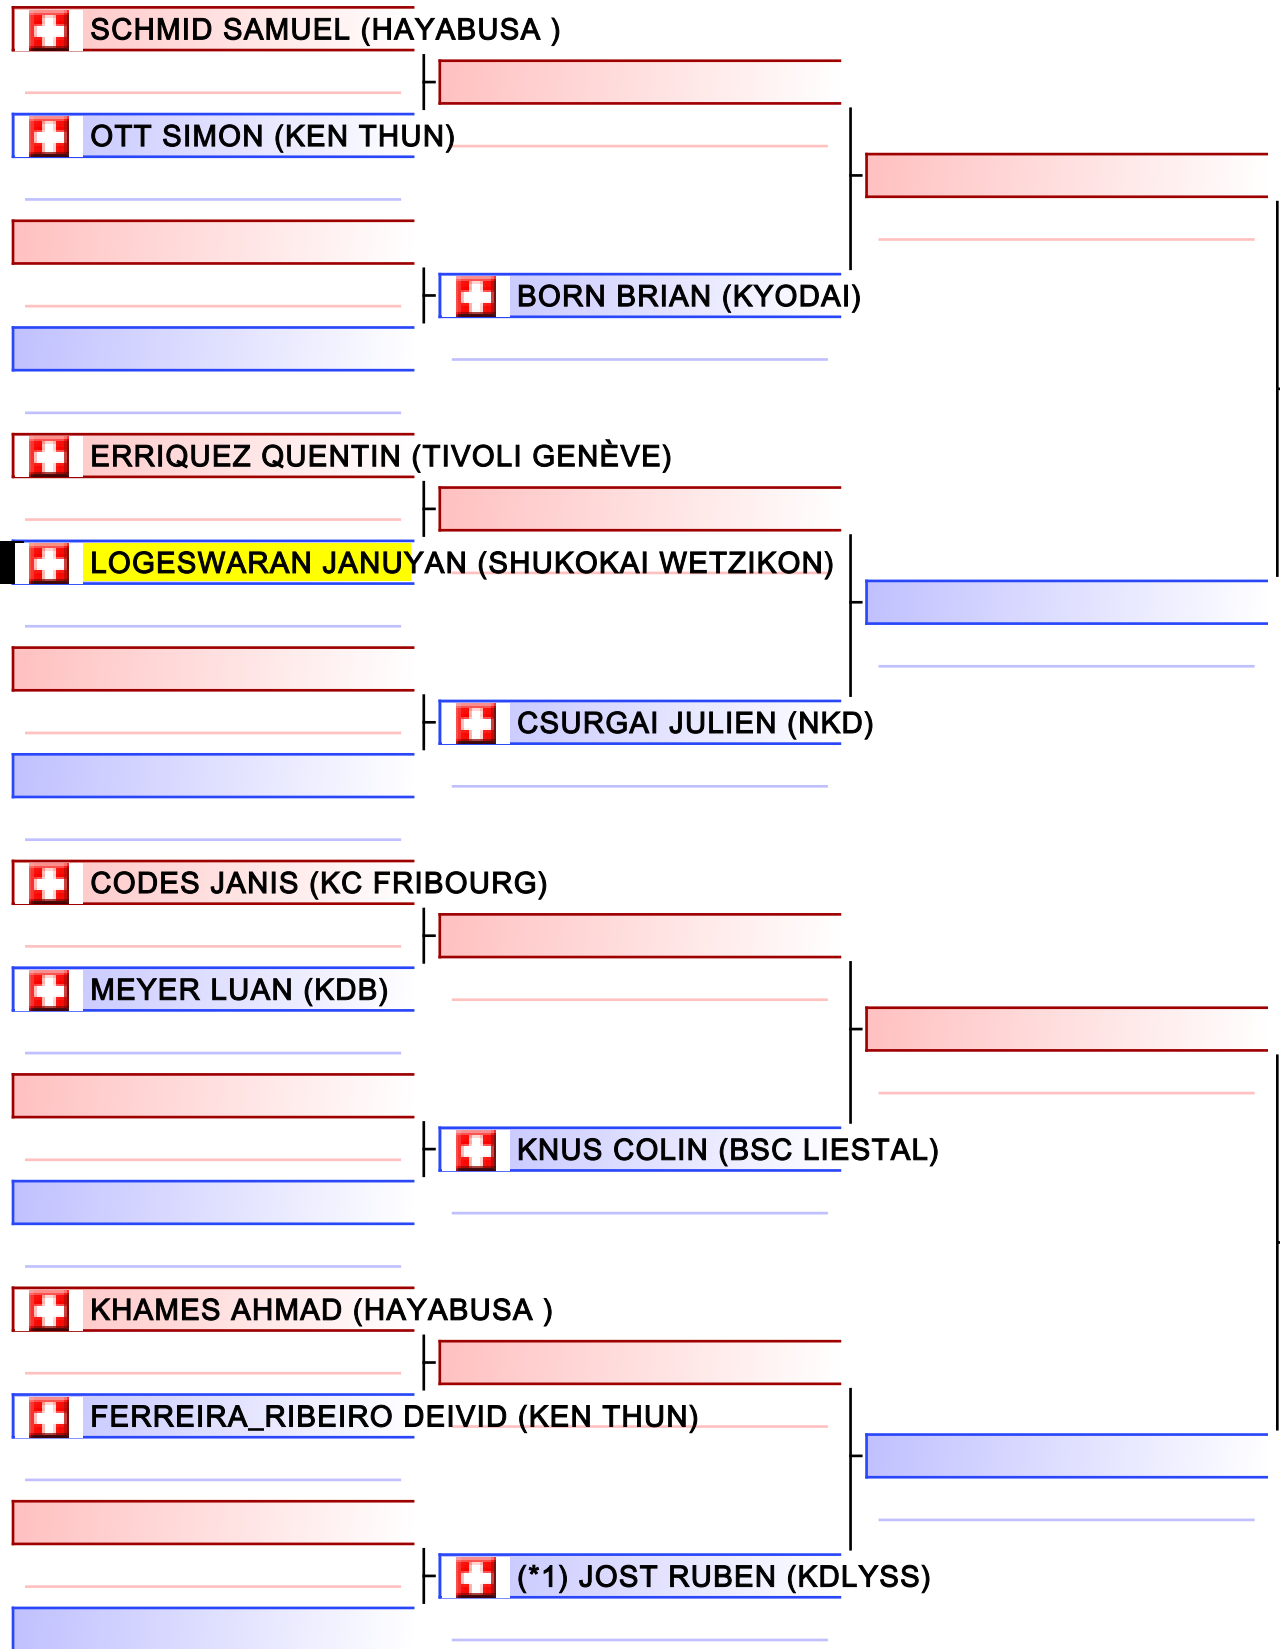 SCHMID SAMUEL (HAYABUSA )
OTT SIMON (KEN THUN)
BORN BRIAN (KYODAI)
ERRIQUEZ QUENTIN (TIVOLI GENÈVE)
LOGESWARAN JANUYAN (SHUKOKAI WETZIKON)
CSURGAI JULIEN (NKD)
CODES JANIS (KC FRIBOURG)
MEYER LUAN (KDB)
KNUS COLIN (BSC LIESTAL)
KHAMES AHMAD (HAYABUSA )
FERREIRA_RIBEIRO DEIVID (KEN THUN)
(*1) JOST RUBEN (KDLYSS)